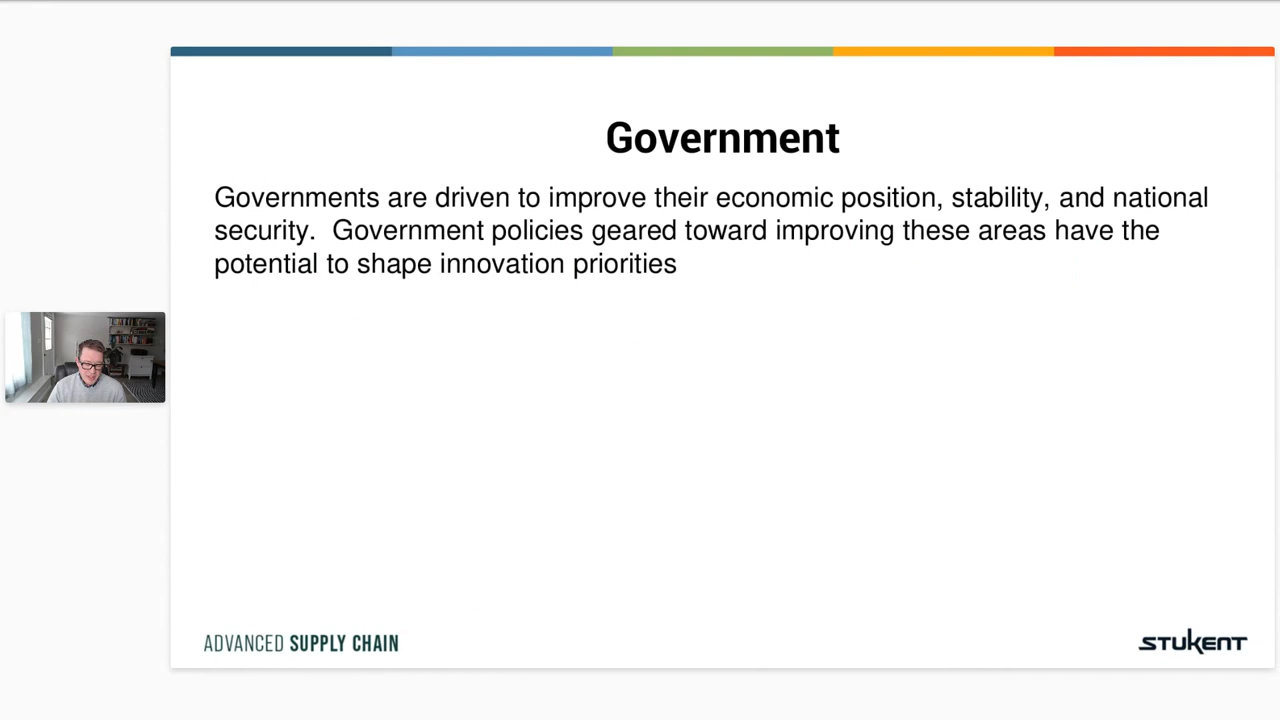 Government
Governments are driven to improve their economic position, stability, and national
security.  Government policies geared toward improving these areas have the
potential to shape innovation priorities
ADVANCED SUPPLY CHAIN
STUKENT